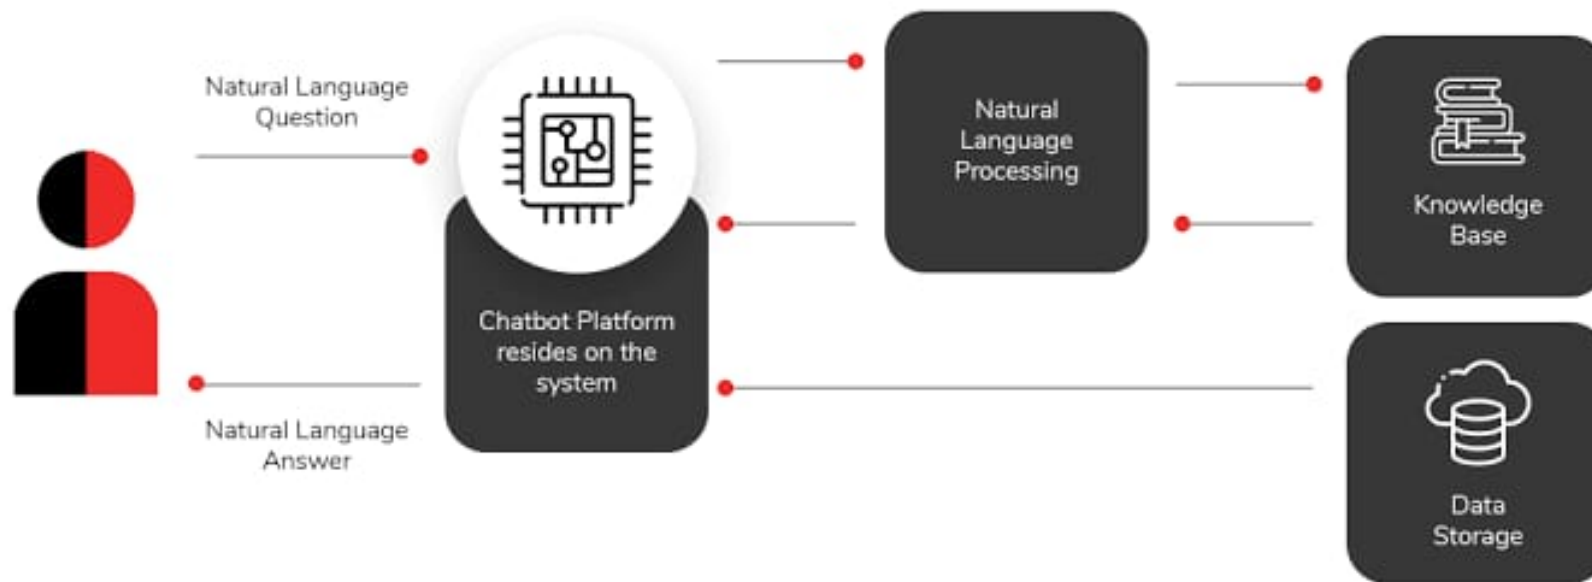 Natural Language
Question
Natural
Language
Processing
Knowledge
Base
Chatbot Platform
resides on the
system
Natural Language
Answer
Data
Storage